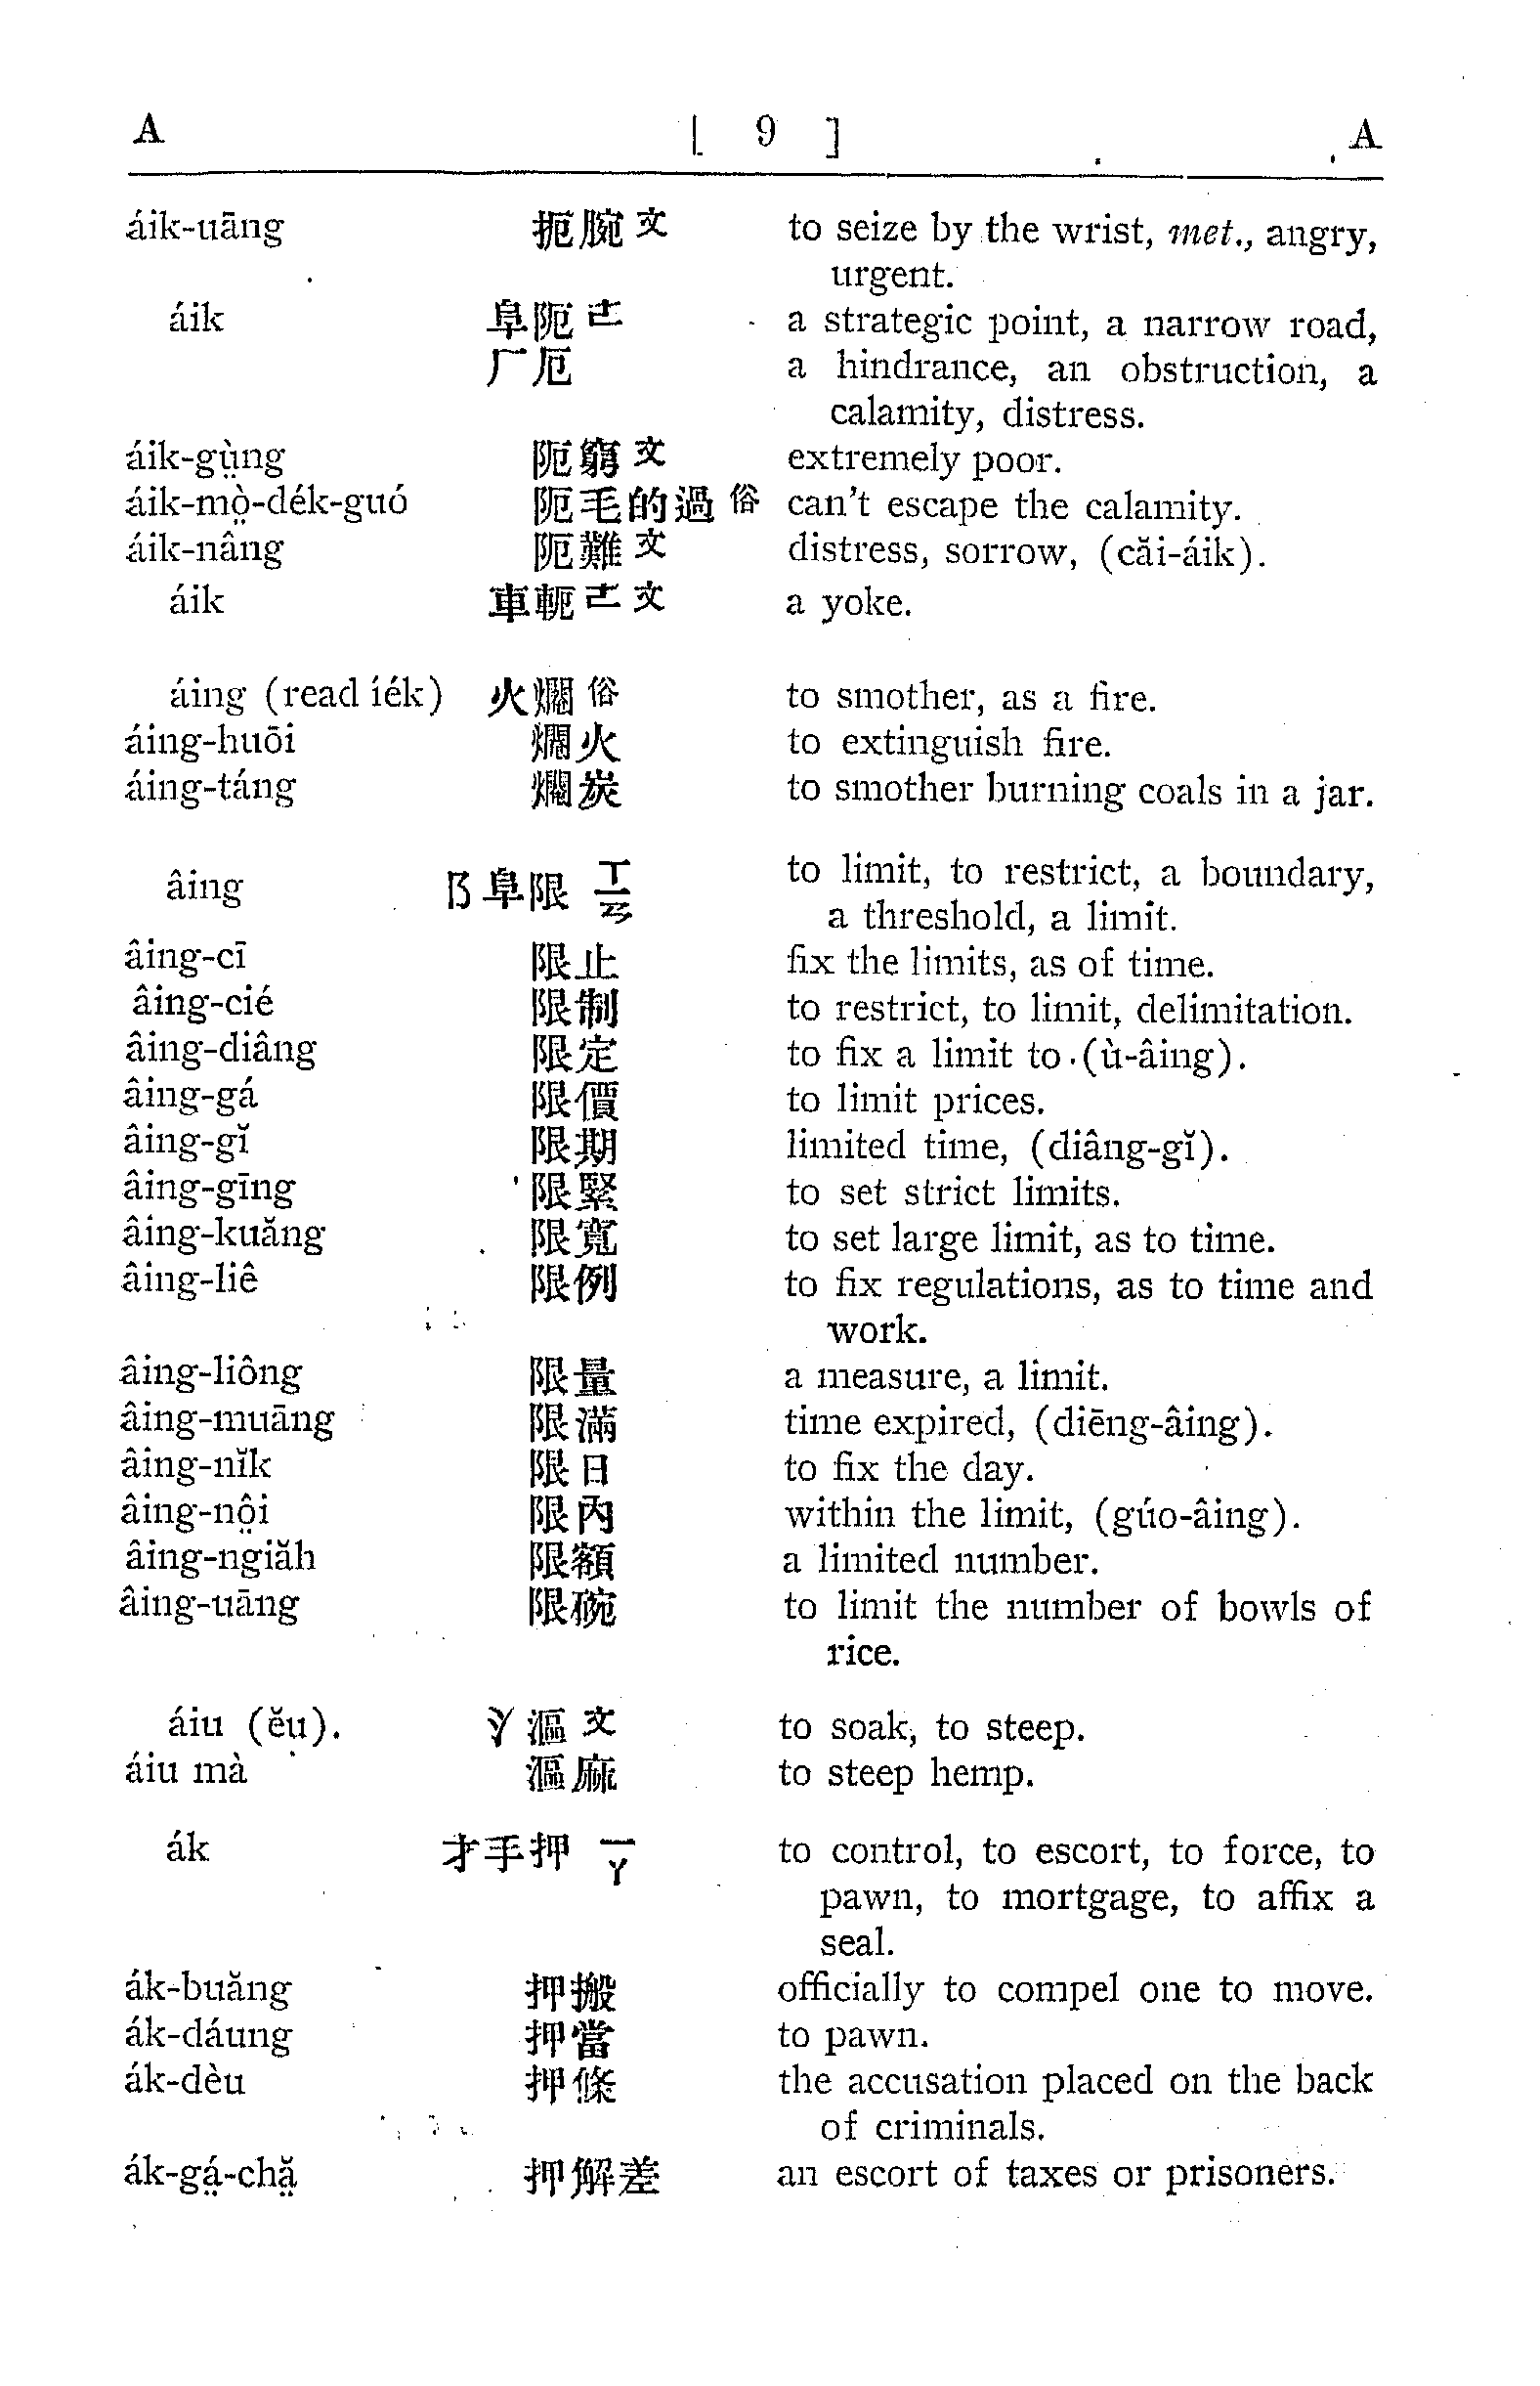 A [ 9 ] A
áik-uāng 扼腕 文 to seize by the wrist, met., angry,
urgent.
áik 阜阨 ㄜ a strategic point, a narrow road,
厂厄 a hindrance, an obstruction, a
calamity, distress.
áik-gṳ̀ng 阨窮 文 extremely poor.
áik-mò̤-dék-guó 阨毛的過 俗 can't escape the calamity.
áik-nâng 阨難 文 distress, sorrow, (căi-áik).
áik 車軛 ㄜ 文 a yoke.
áing (read íék) 火爛 俗 to smother, as a fire.
áing-huōi 爛火 to extinguish fire.
áing-táng 爛炭 to smother burning coals in a jar.
âing 阝阜限 ㄒㄧㄢ to limit, to restrict, a boundary,
a threshold, a limit.
âing-cī 限止 fix the limits, as of time.
âing-cié 限制 to restrict, to limit, delimitation.
âing-diâng 限定 to fix a limit to (ù-âing).
âing-gá 限價 to limit prices.
âing-gĭ 限期 limited time, (diâng-gĭ).
âing-gīng 限緊 to set strict limits.
âing-kuăng 限寬 to set large limit, as to time.
âing-liê 限例 to fix regulations, as to time and
work.
âing-liông 限量 a measure, a limit.
âing-muāng 限滿 time expired, (diēng-âing).
âing-nĭk 限日 to fix the day.
âing-nô̤i 限內 within the limit, (gúo-âing).
âing-ngiăh 限額 a limited number.
âing-uāng 限碗 to limit the number of bowls of
rice.
áiu (ĕu). 氵漚 文 to soak, to steep.
áiu mà 漚麻 to steep hemp.
ák 才手押 ㄧㄚ to control, to escort, to force, to
pawn, to mortgage, to affix a
seal.
ák-buăng 押搬 officially to compel one to move.
ák-dáung 押當 to pawn.
ák-dèu 押條 the accusation placed on the back
of criminals.
ák-gá̤-chă̤ 押解差 an escort of taxes or prisoners.